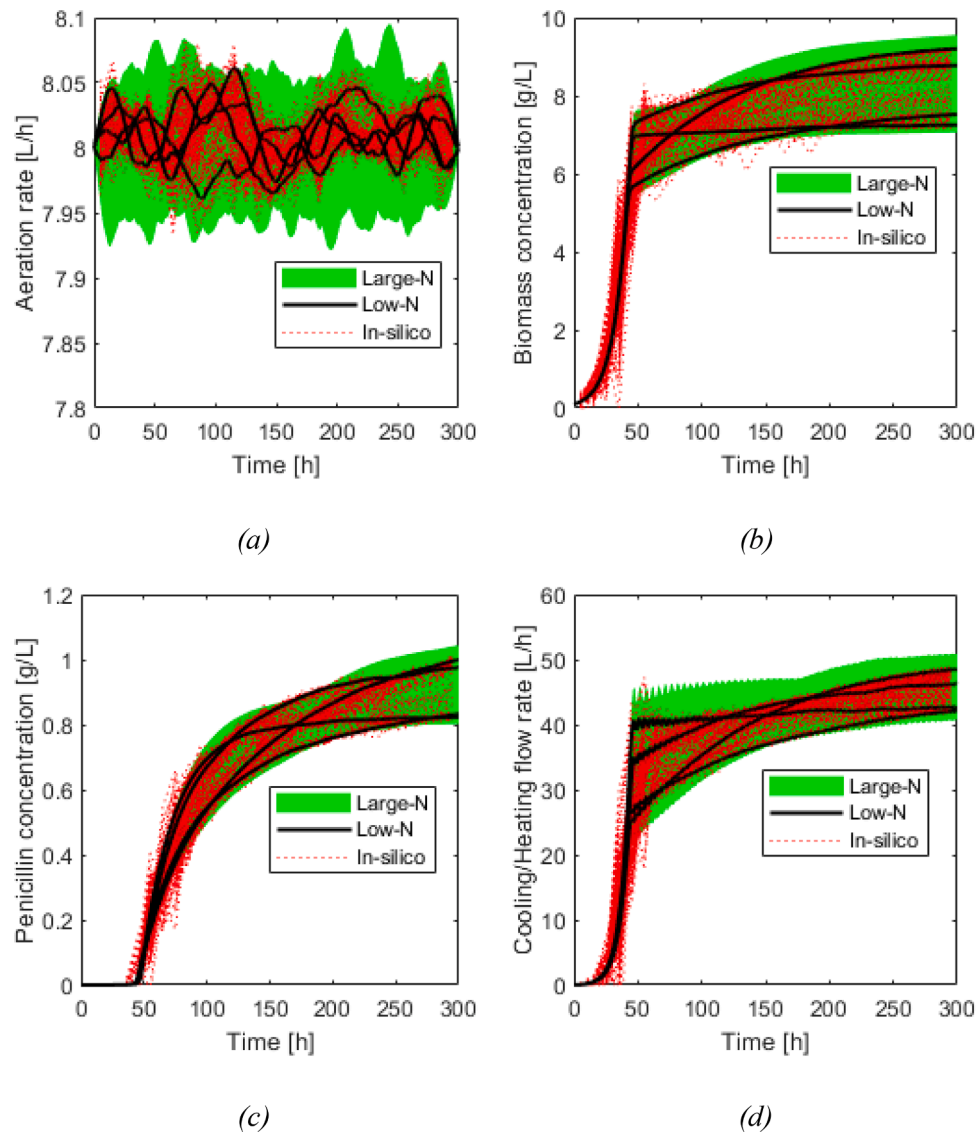 8.1
8.05
8
7.95
7.9
7.85
7.8
Aeration rate [L/h]
Large-N
Low-N
In-silico
0 50 100 150 200 250 300
Time [h]
(a)
10
8
6
4
2
0
Biomass concentration [g/L]
Large-N
Low-N
In-silico
0 50 100 150 200 250 300
Time [h]
(b)
1.2
1
0.8
0.6
0.4
0.2
0
Penicillin concentration [g/L]
Large-N
Low-N
In-silico
0 50 100 150 200 250 300
Time [h]
(c)
60
50
40
30
20
10
0
Cooling/Heating flow rate [L/h]
Large-N
Low-N
In-silico
0 50 100 150 200 250 300
Time [h]
(d)